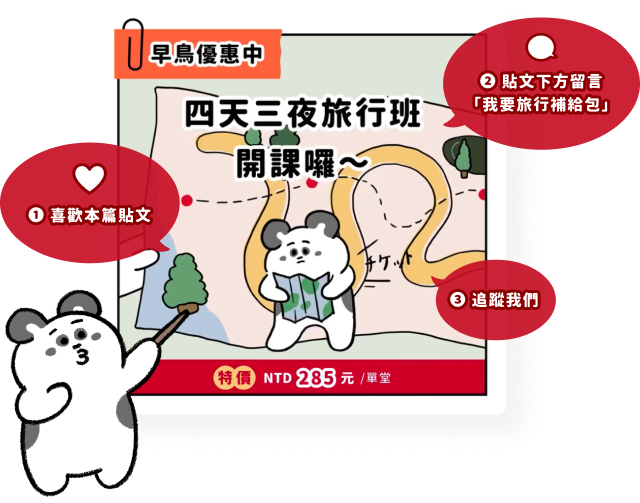 早鳥優惠中
四天三夜旅行班
開課囉～
❶ 喜歡本篇貼文
❷ 貼文下方留言
「我要旅行補給包」
チケット
❸ 追蹤我們
特價 NTD 285 元 /單堂